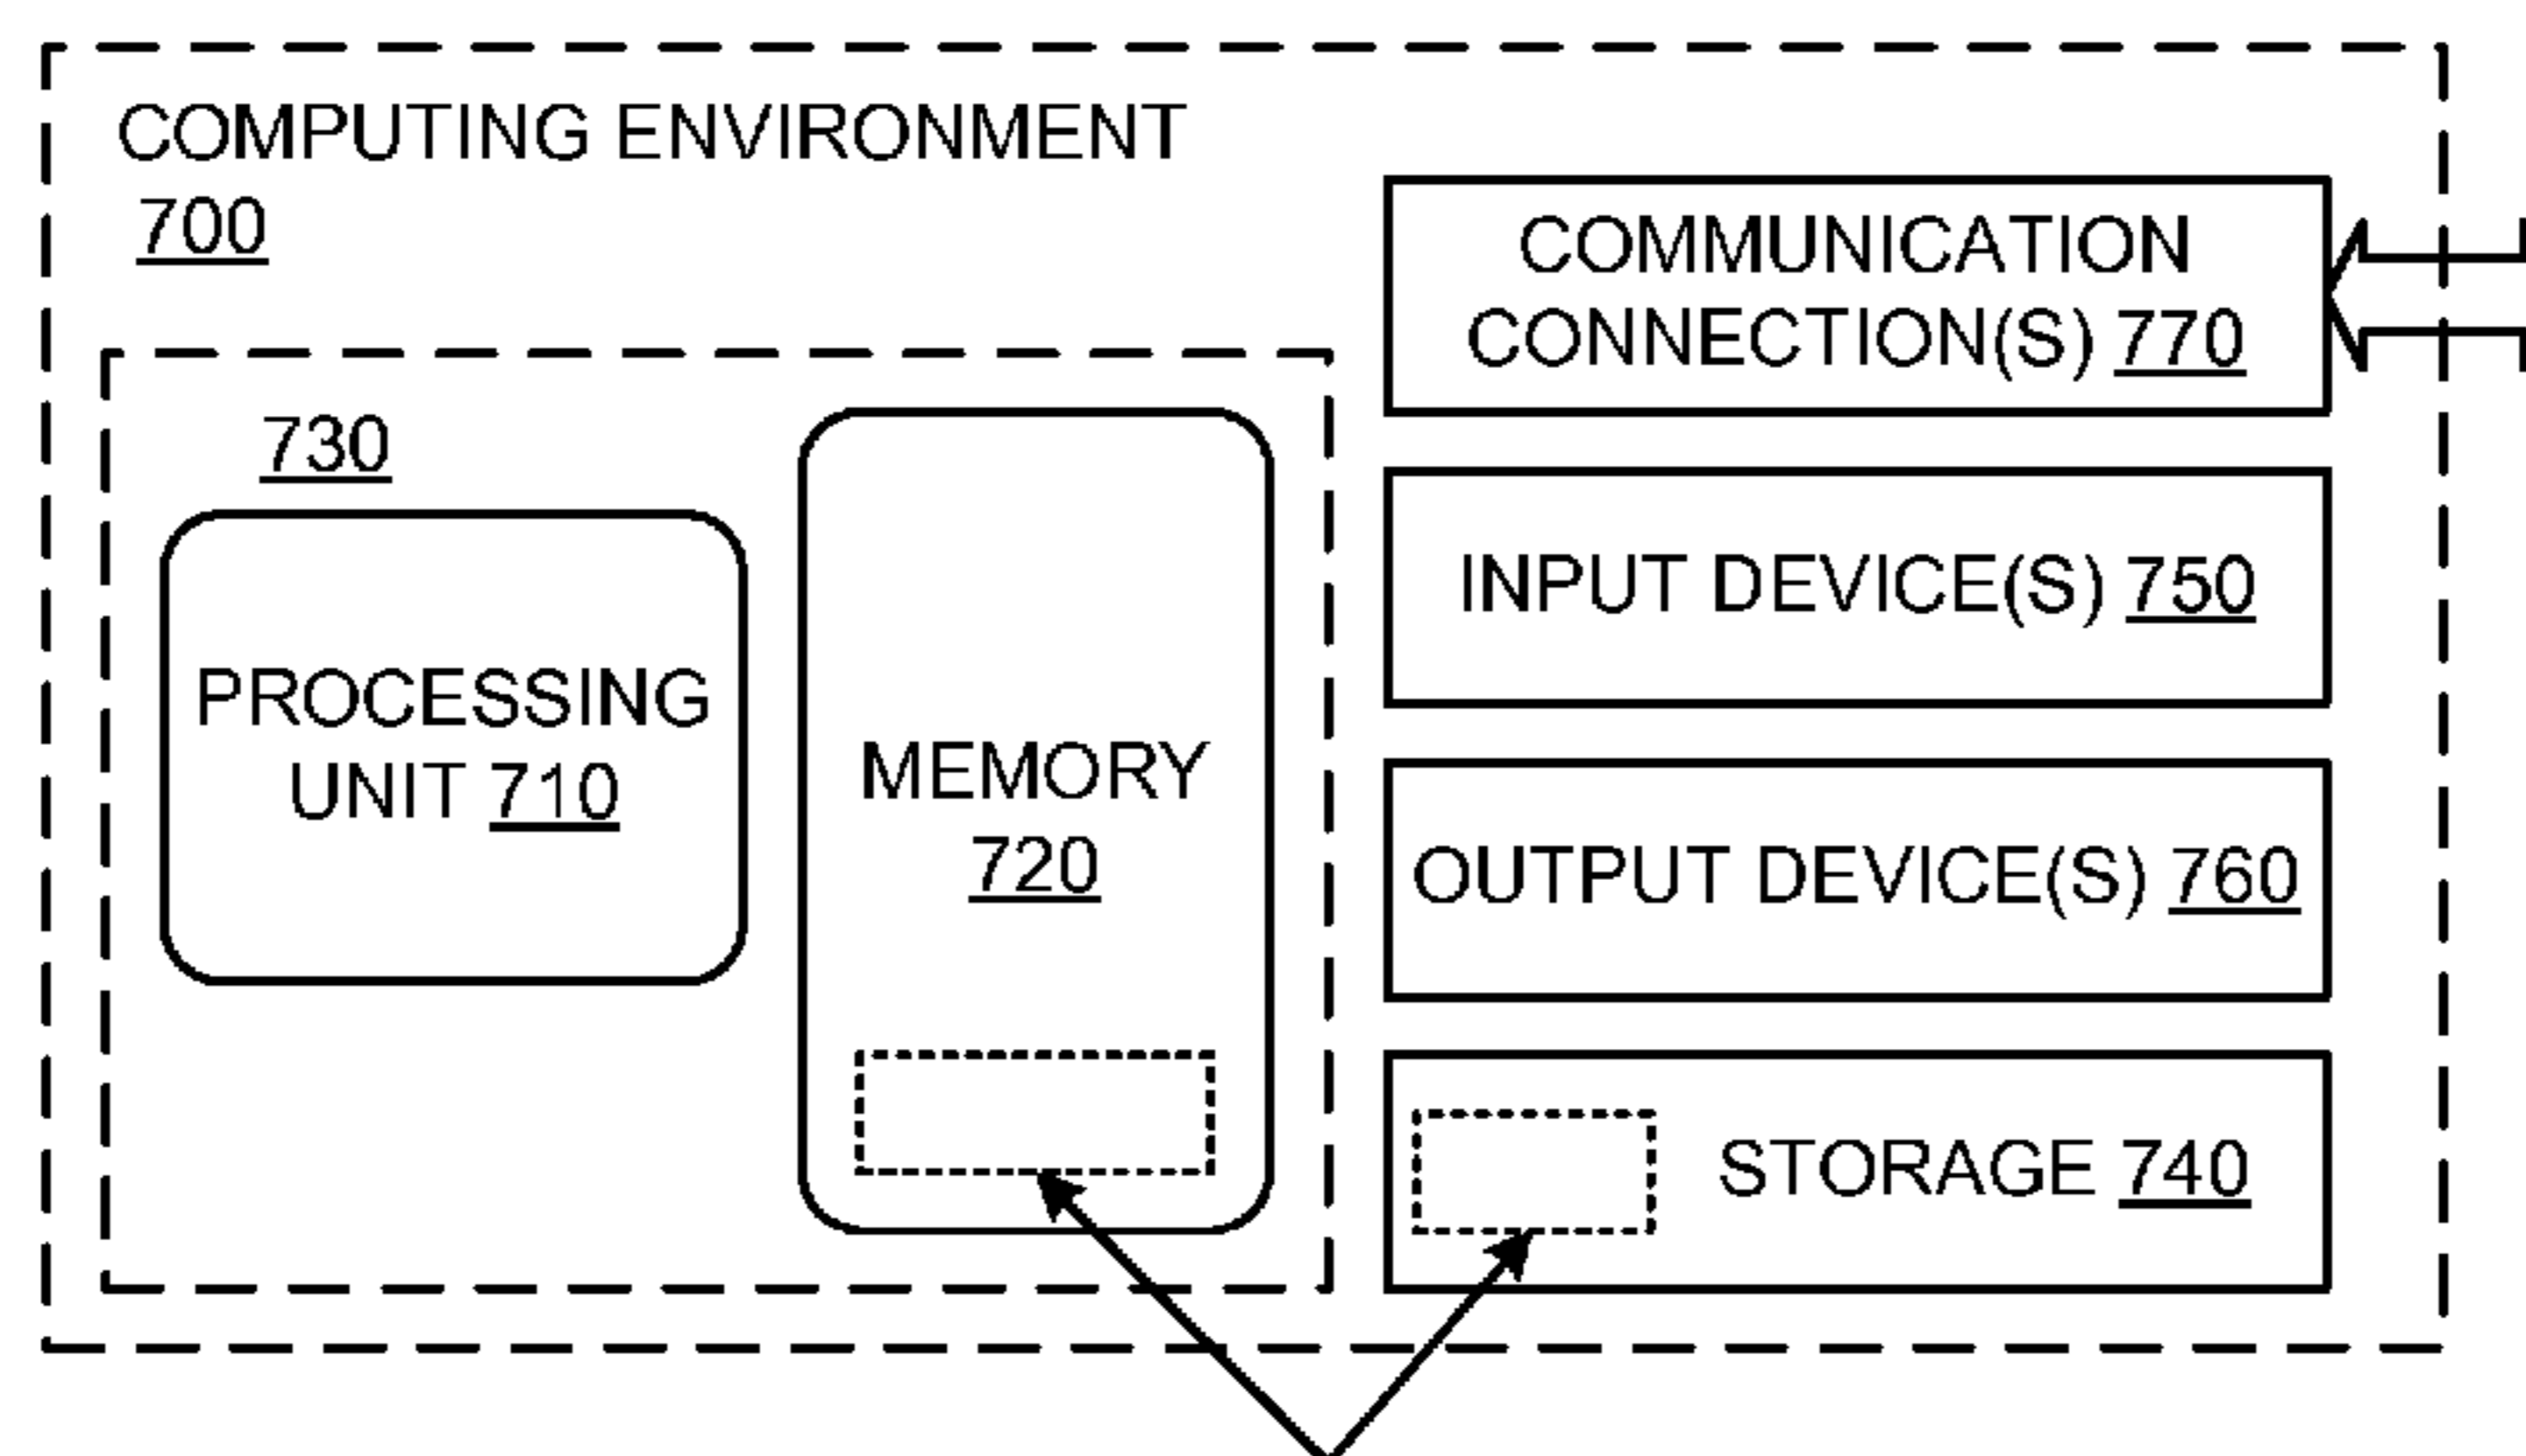 COMPUTING ENVIRONMENT
700
730
PROCESSING
UNIT 710
MEMORY
720
COMMUNICATION
CONNECTION(S) 770
INPUT DEVICE(S) 750
OUTPUT DEVICE(S) 760
STORAGE 740